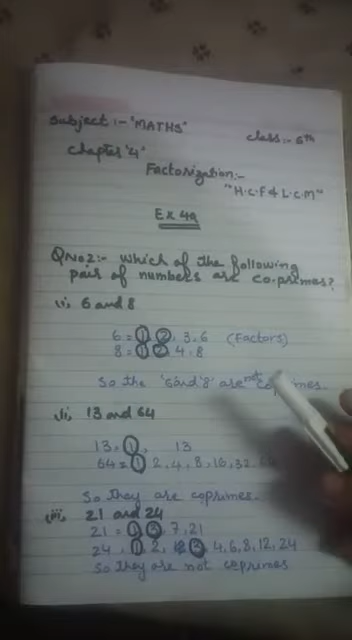 Subject :- "MATHS"
Class:- 6th
Chapter "4"
Factorization:-
"H.C.F & L.C.M"
Ex 4a
QNo2:- which of the following
pair of numbers are co.primes?
(i) 6 and 8
6 = 1, 2, 3, 6 (Factors)
8 = 1, 2, 4, 8
So the '6 and '8' are not coprimes.
(ii) 13 and 64
13 = 1, 13
64 = 1, 2, 4, 8, 16, 32,
So they are coprimes.
(iii) 21 and 24
21 = 1, 3, 7, 21
24 = 1, 2, 3, 4, 6, 8, 12, 24
So they are not coprimes